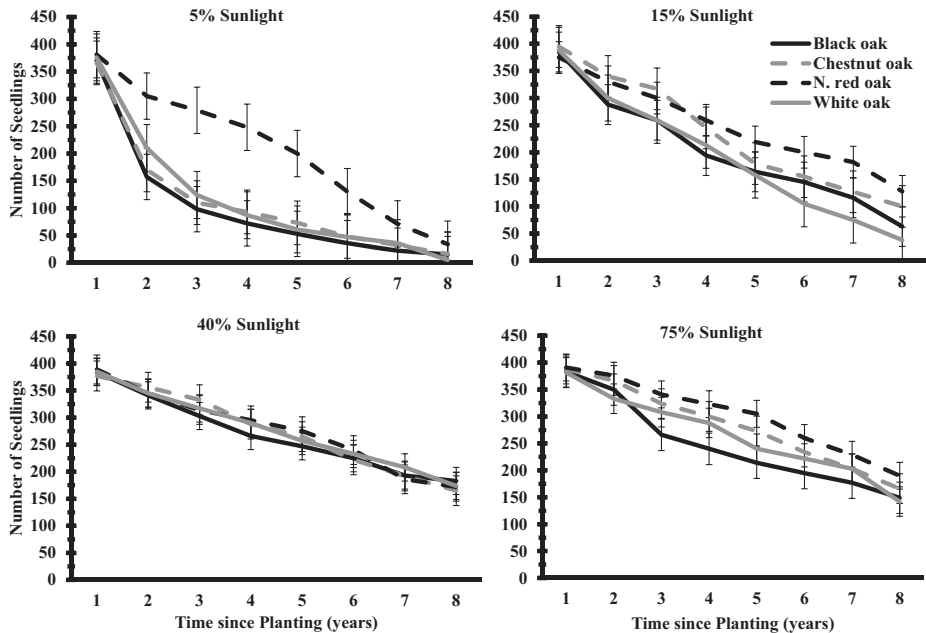 5% Sunlight
450
400
350
300
250
200
150
100
50
0
Number of Seedlings
1 2 3 4 5 6 7 8
15% Sunlight
450
400
350
300
250
200
150
100
50
0
1 2 3 4 5 6 7 8
Black oak
Chestnut oak
N. red oak
White oak
40% Sunlight
450
400
350
300
250
200
150
100
50
0
Number of Seedlings
1 2 3 4 5 6 7 8
Time since Planting (years)
75% Sunlight
450
400
350
300
250
200
150
100
50
0
1 2 3 4 5 6 7 8
Time since Planting (years)